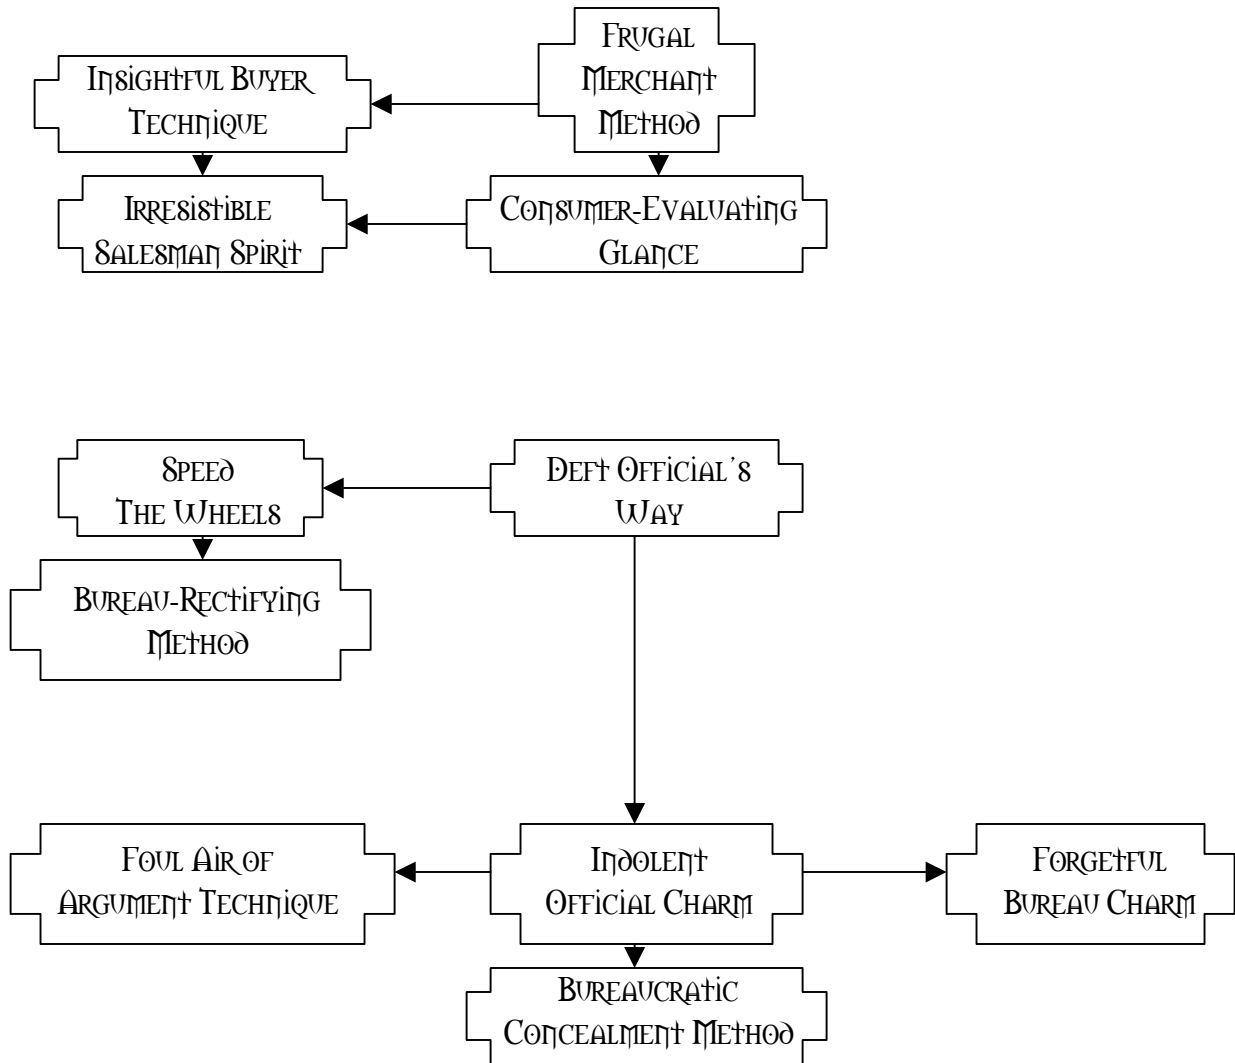 Insightful Buyer
Technique
Frugal
Merchant
Method
Irresistible
Salesman Spirit
Consumer-Evaluating
Glance
Speed
The Wheels
Deft Official's
Way
Bureau-Rectifying
Method
Foul Air of
Argument Technique
Indolent
Official Charm
Forgetful
Bureau Charm
Bureaucratic
Concealment Method